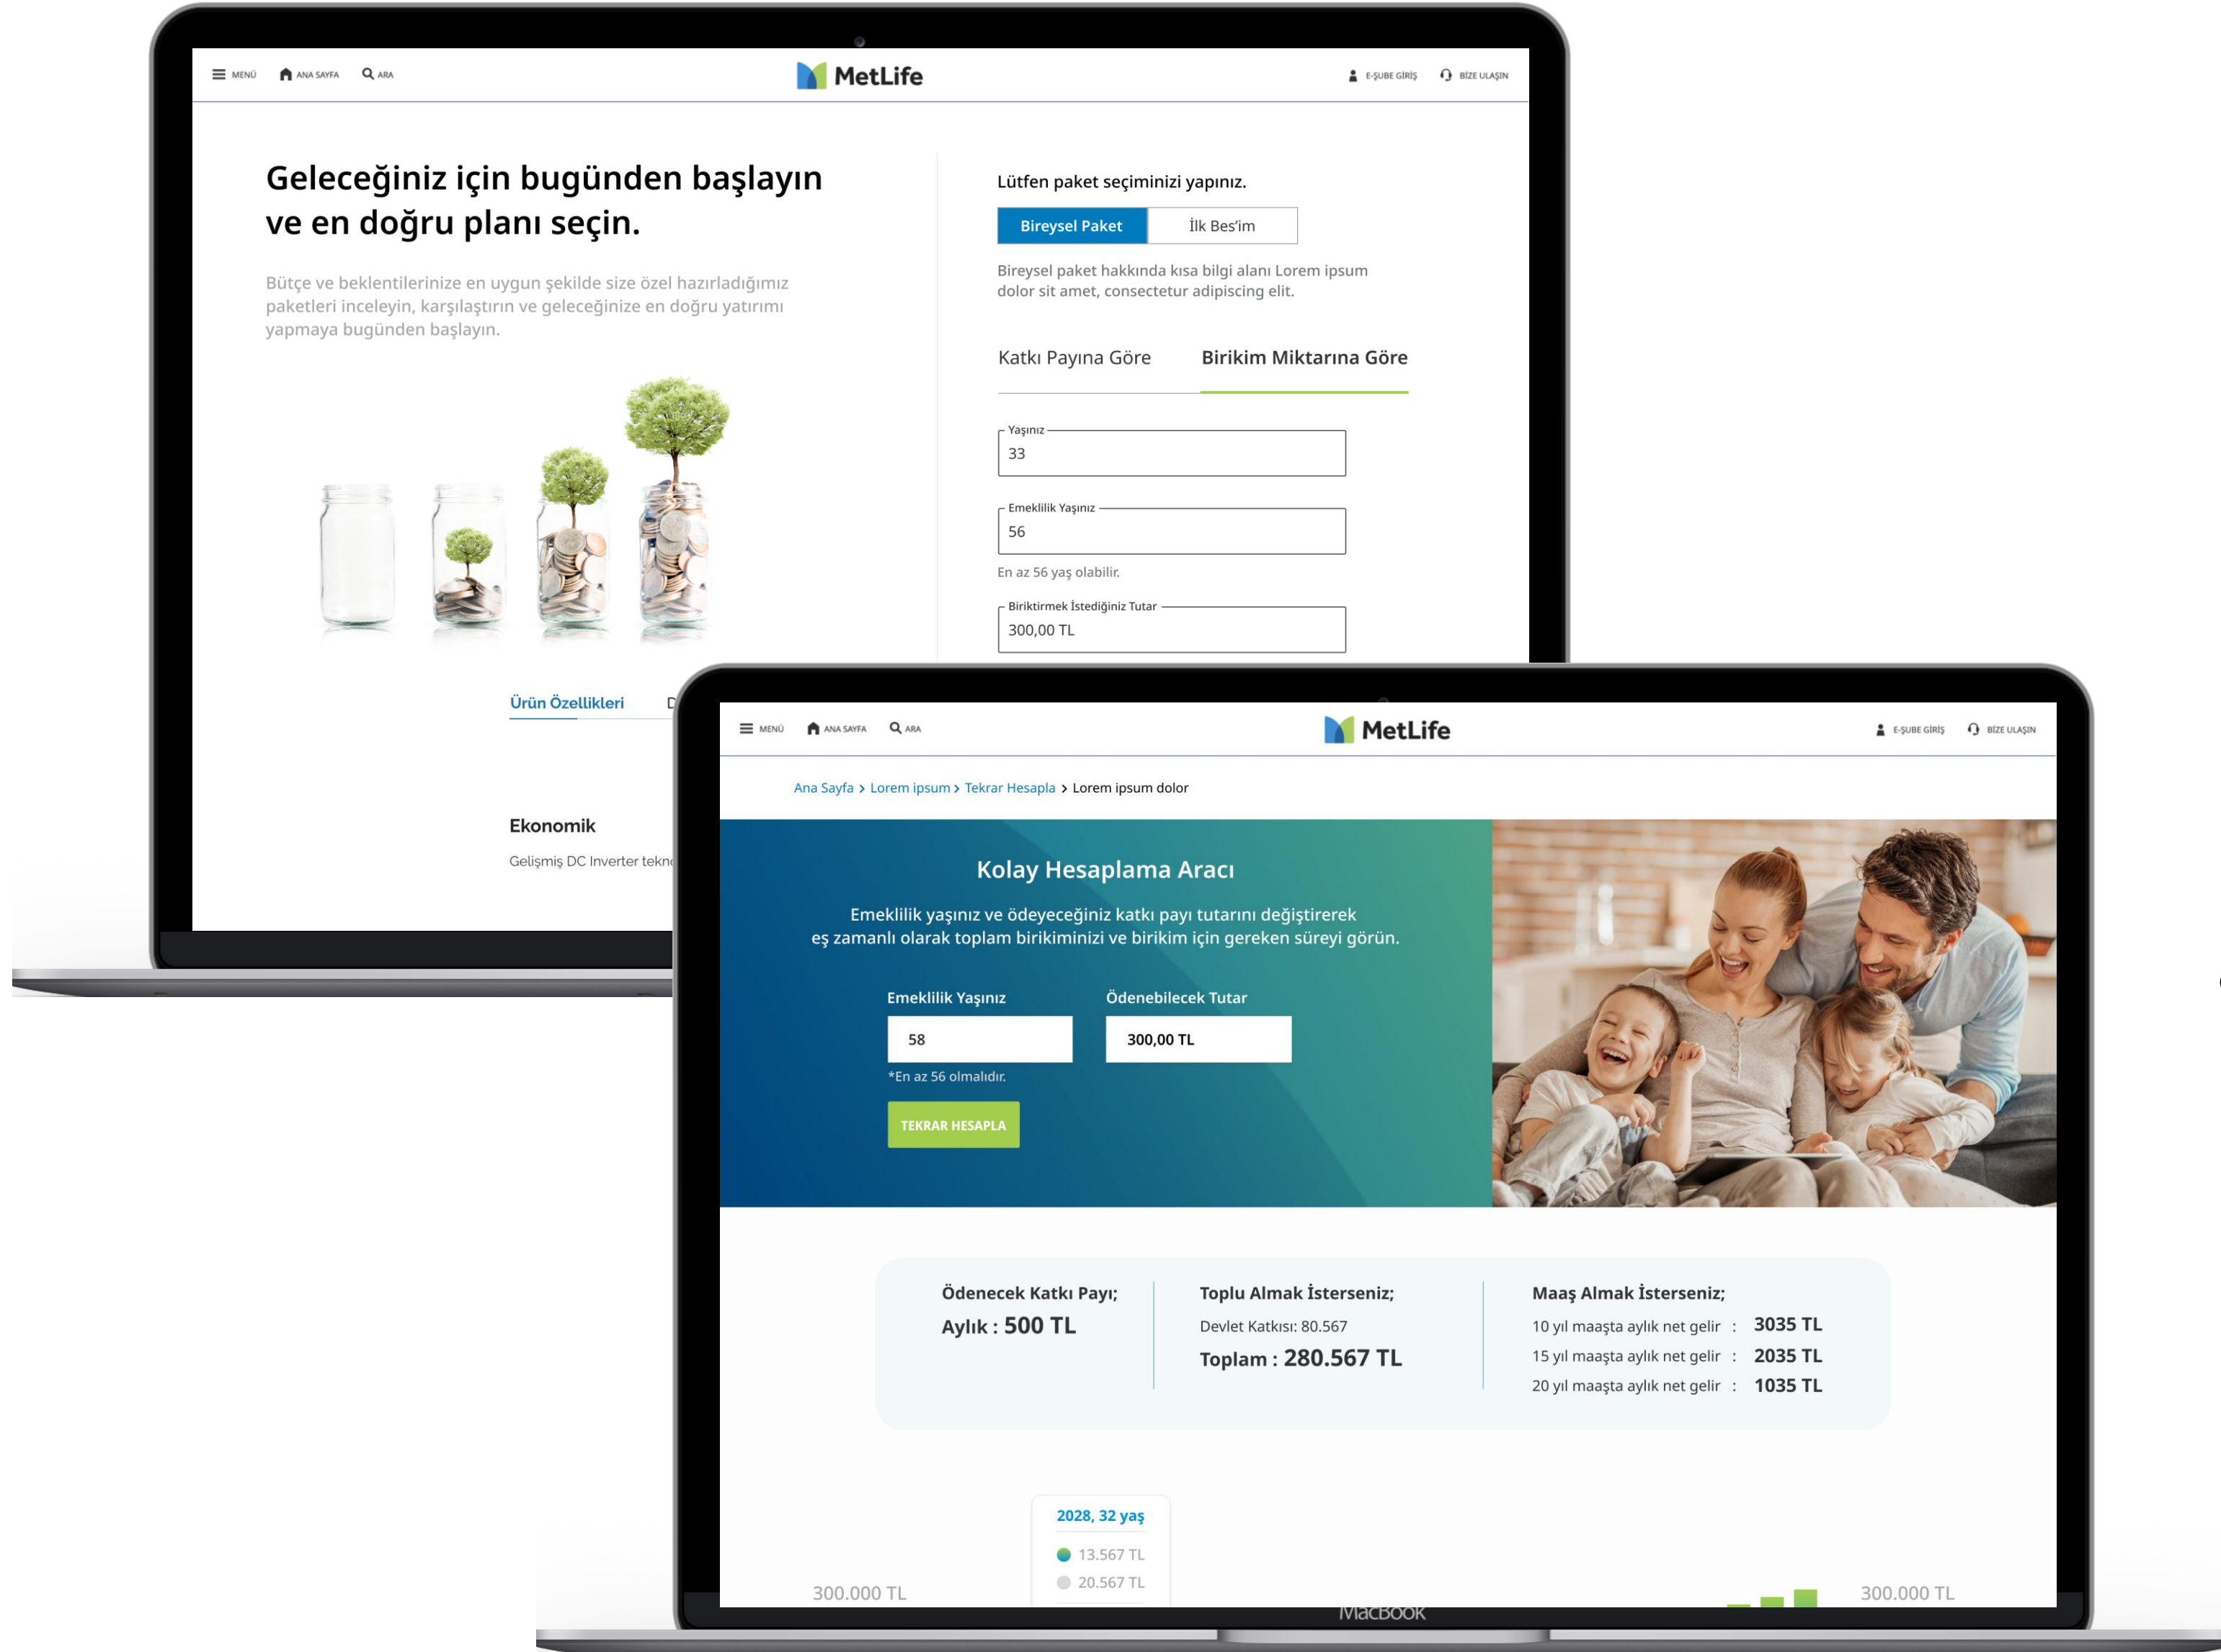 MENÜ ANA SAYFA ARA MetLife E-ŞUBE GİRİŞ BİZE ULAŞIN
Geleceğiniz için bugünden başlayın
ve en doğru planı seçin.
Bütçe ve beklentilerinize en uygun şekilde size özel hazırladığımız
paketleri inceleyin, karşılaştırın ve geleceğinize en doğru yatırımı
yapmaya bugünden başlayın.
Lütfen paket seçiminizi yapınız.
Bireysel Paket İlk Bes'im
Bireysel paket hakkında kısa bilgi alanı Lorem ipsum
dolor sit amet, consectetur adipiscing elit.
Katkı Payına Göre Birikim Miktarına Göre
Yaşınız
33
Emeklilik Yaşınız
56
En az 56 yaş olabilir.
Biriktirmek İstediğiniz Tutar
300,00 TL
Ürün Özellikleri
Ekonomik
Gelişmiş DC Inverter
MENÜ ANA SAYFA ARA MetLife E-ŞUBE GİRİŞ BİZE ULAŞIN
Ana Sayfa > Lorem ipsum > Tekrar Hesapla > Lorem ipsum dolor
Kolay Hesaplama Aracı
Emeklilik yaşınız ve ödeyeceğiniz katkı payı tutarını değiştirerek
eş zamanlı olarak toplam birikiminizi ve birikim için gereken süreyi görün.
Emeklilik Yaşınız Ödenebilecek Tutar
58 300,00 TL
*En az 56 olmalıdır.
TEKRAR HESAPLA
Ödenecek Katkı Payı;
Aylık : 500 TL
Toplu Almak İsterseniz;
Devlet Katkısı: 80.567
Toplam : 280.567 TL
Maaş Almak İsterseniz;
10 yıl maaşta aylık net gelir : 3035 TL
15 yıl maaşta aylık net gelir : 2035 TL
20 yıl maaşta aylık net gelir : 1035 TL
2028, 32 yaş
13.567 TL
20.567 TL
300.000 TL 300.000 TL
MacBook